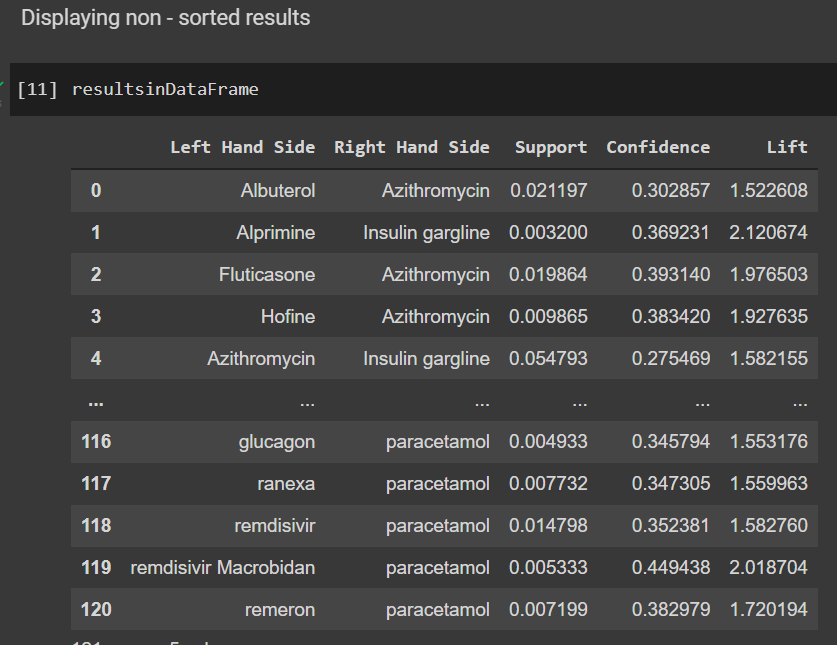 Displaying non - sorted results
[11] resultsinDataFrame
Left Hand Side Right Hand Side Support Confidence Lift
0 Albuterol Azithromycin 0.021197 0.302857 1.522608
1 Alprimine Insulin gargline 0.003200 0.369231 2.120674
2 Fluticasone Azithromycin 0.019864 0.393140 1.976503
3 Hofine Azithromycin 0.009865 0.383420 1.927635
4 Azithromycin Insulin gargline 0.054793 0.275469 1.582155
... ... ... ... ... ...
116 glucagon paracetamol 0.004933 0.345794 1.553176
117 ranexa paracetamol 0.007732 0.347305 1.559963
118 remdisivir paracetamol 0.014798 0.352381 1.582760
119 remdisivir Macrobidan paracetamol 0.005333 0.449438 2.018704
120 remeron paracetamol 0.007199 0.382979 1.720194